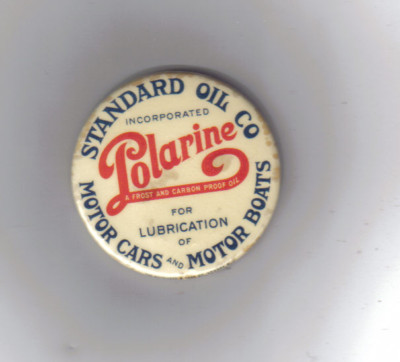 STANDARD OIL CO
INCORPORATED
Polarine
A FROST AND CARBON PROOF OIL
FOR
LUBRICATION
OF
MOTOR CARS AND MOTOR BOATS